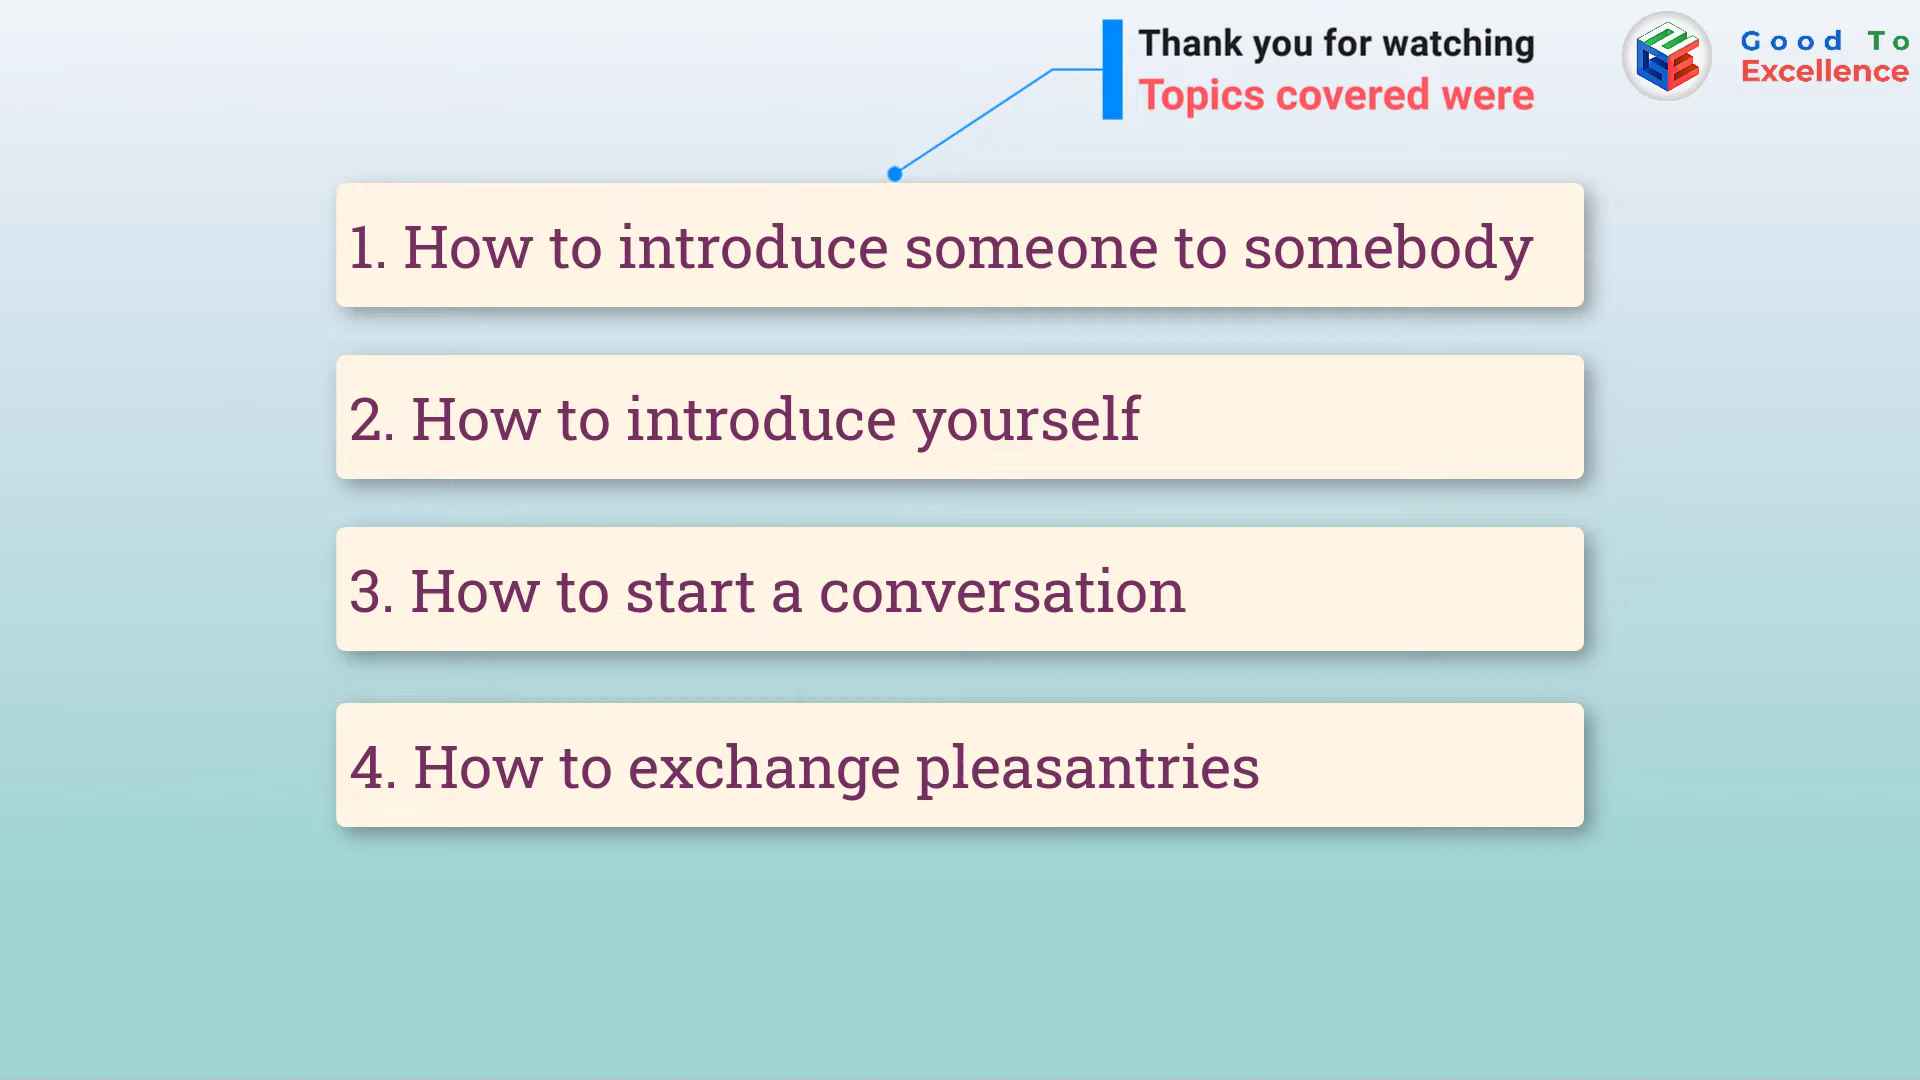 Thank you for watching
Topics covered were
Good To
Excellence
1. How to introduce someone to somebody
2. How to introduce yourself
3. How to start a conversation
4. How to exchange pleasantries